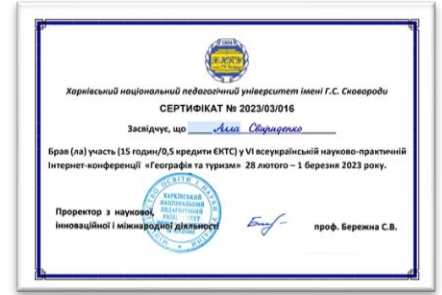 Харківський національний педагогічний університет імені Г.С. Сковороди
СЕРТИФІКАТ № 2023/03/016
Засвідчує, що Алла Свириденко
Брав (ла) участь (15 годин/0,5 кредити ЄКТС) у VI всеукраїнській науково-практичній
Інтернет-конференції «Географія та туризм» 28 лютого – 1 березня 2023 року.
Проректор з наукової,
інноваційної і міжнародної діяльності
проф. Бережна С.В.